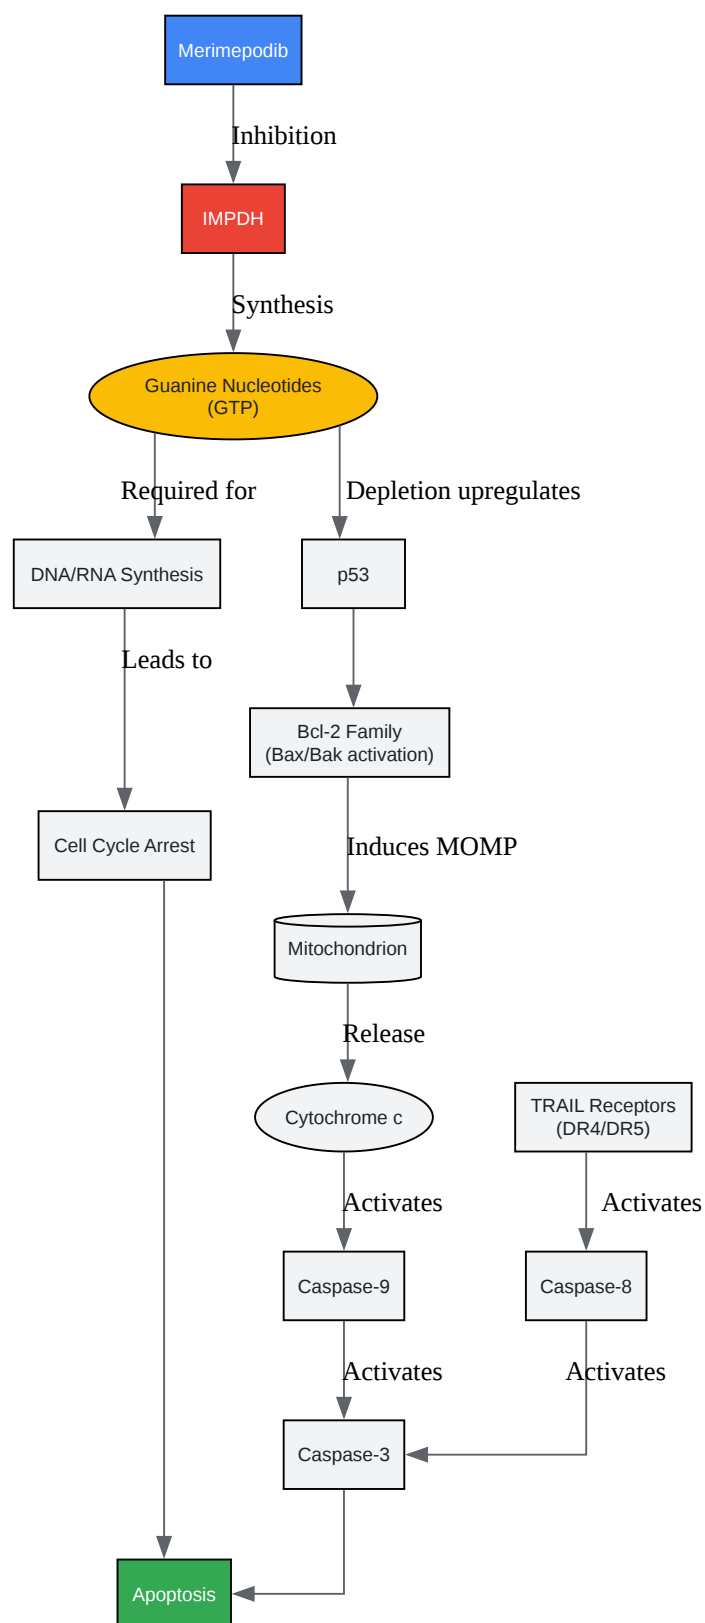 Merimepodib
Inhibition
IMPDH
Synthesis
Guanine Nucleotides
(GTP)
Required for
Depletion upregulates
DNA/RNA Synthesis
p53
Leads to
Bcl-2 Family
(Bax/Bak activation)
Cell Cycle Arrest
Induces MOMP
Mitochondrion
Release
Cytochrome c
TRAIL Receptors
(DR4/DR5)
Activates
Activates
Caspase-9
Caspase-8
Activates
Activates
Caspase-3
Apoptosis